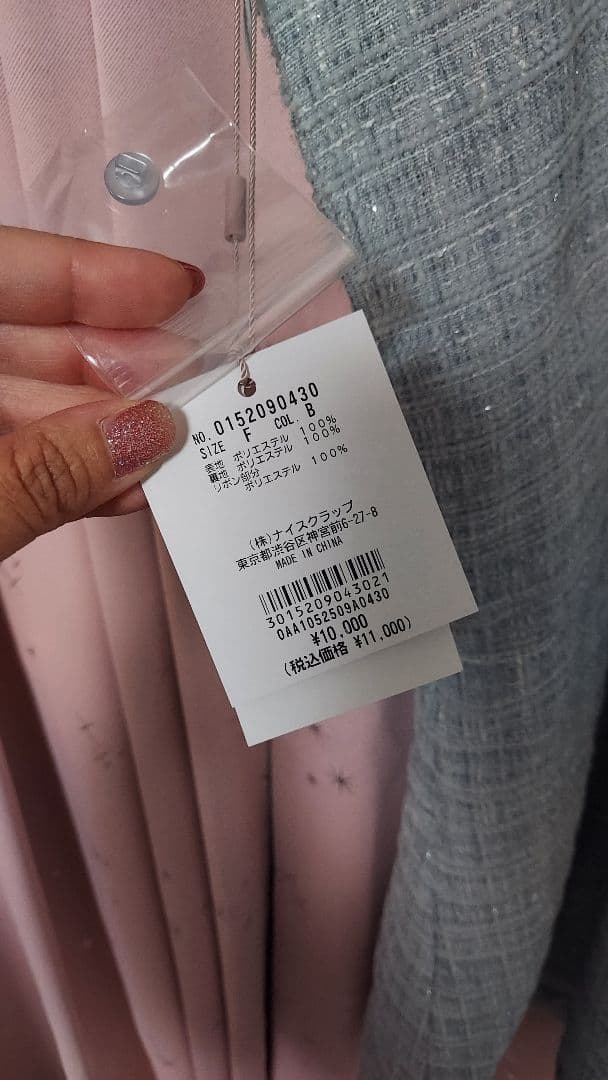 NO. 0152090430
SIZE F COL. B
表地 ポリエステル 100%
裏地 ポリエステル 100%
リボン部分
ポリエステル 100%
(株)ナイスクラップ
東京都渋谷区神宮前6-27-8
MADE IN CHINA
3015209043021
0AA1052509A0430
¥10,000
(税込価格 ¥11,000)